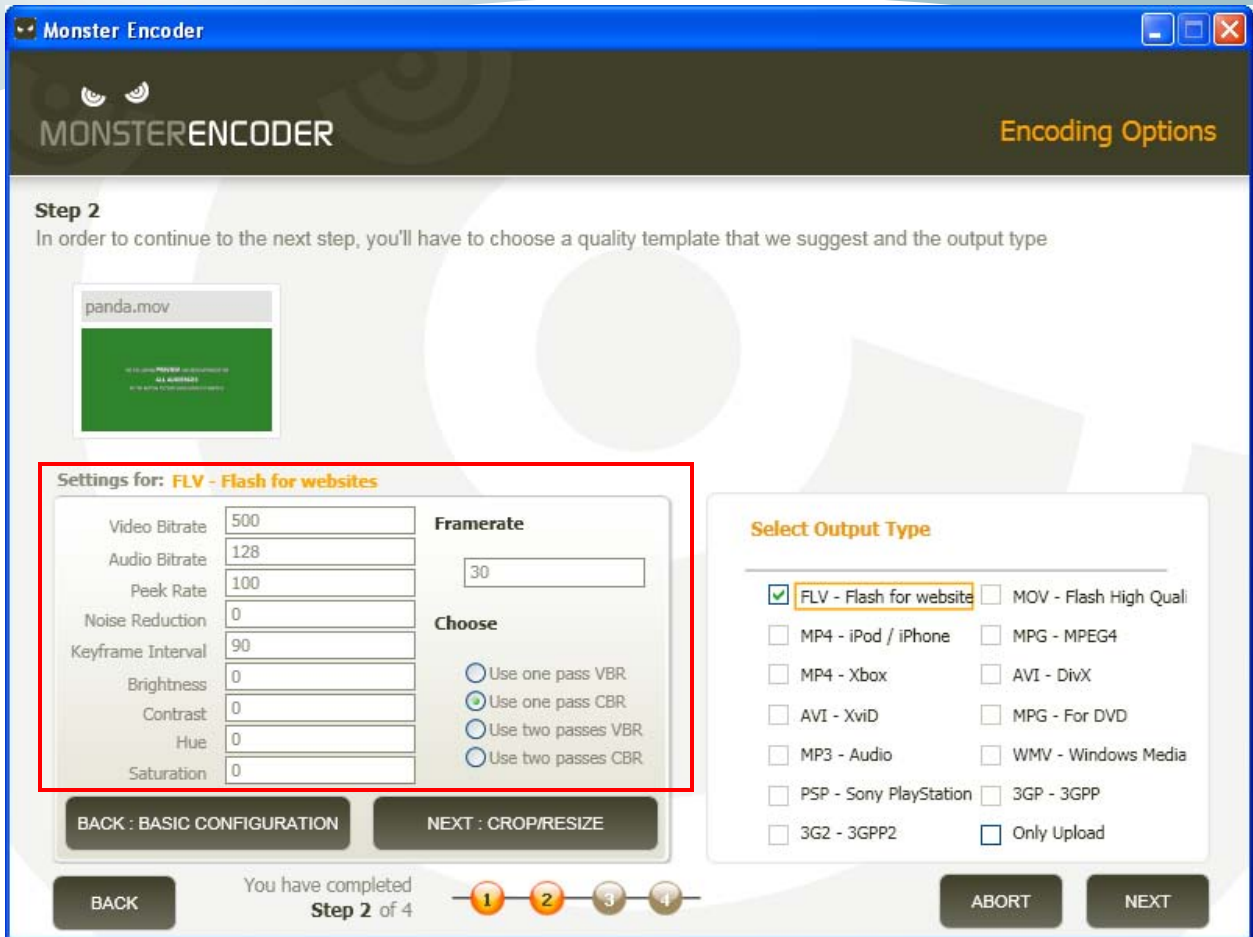 Monster Encoder
MONSTERENCODER
Encoding Options
Step 2
In order to continue to the next step, you'll have to choose a quality template that we suggest and the output type
panda.mov
PREVIEW
ALL AUDIENCES
Settings for: FLV - Flash for websites
Video Bitrate 500
Audio Bitrate 128
Peek Rate 100
Noise Reduction 0
Keyframe Interval 90
Brightness 0
Contrast 0
Hue 0
Saturation 0
Framerate
30
Choose
Use one pass VBR
Use one pass CBR
Use two passes VBR
Use two passes CBR
BACK : BASIC CONFIGURATION
NEXT : CROP/RESIZE
Select Output Type
FLV - Flash for website
MOV - Flash High Quali
MP4 - iPod / iPhone
MPG - MPEG4
MP4 - Xbox
AVI - DivX
AVI - XviD
MPG - For DVD
MP3 - Audio
WMV - Windows Media
PSP - Sony PlayStation
3GP - 3GPP
3G2 - 3GPP2
Only Upload
BACK
You have completed
Step 2 of 4
1 2 3 4
ABORT
NEXT